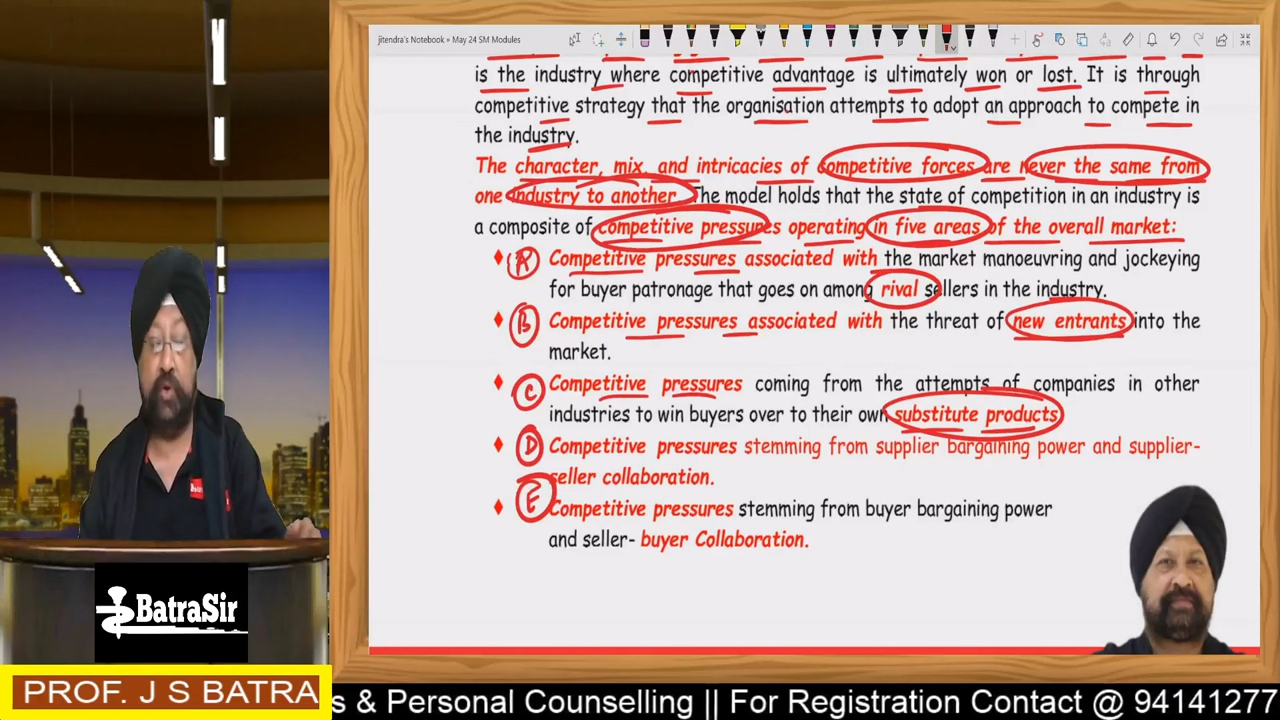 jitendra's Notebook » May 24 SM Modules
is the industry where competitive advantage is ultimately won or lost. It is through
competitive strategy that the organisation attempts to adopt an approach to compete in
the industry.
The character, mix, and intricacies of competitive forces are never the same from
one industry to another. The model holds that the state of competition in an industry is
a composite of competitive pressures operating in five areas of the overall market:
A Competitive pressures associated with the market manoeuvring and jockeying
for buyer patronage that goes on among rival sellers in the industry.
B Competitive pressures associated with the threat of new entrants into the
market.
C Competitive pressures coming from the attempts of companies in other
industries to win buyers over to their own substitute products
D Competitive pressures stemming from supplier bargaining power and supplier-
seller collaboration.
E Competitive pressures stemming from buyer bargaining power
and seller- buyer Collaboration.
BatraSir
PROF. J S BATRA
s & Personal Counselling || For Registration Contact @ 94141277